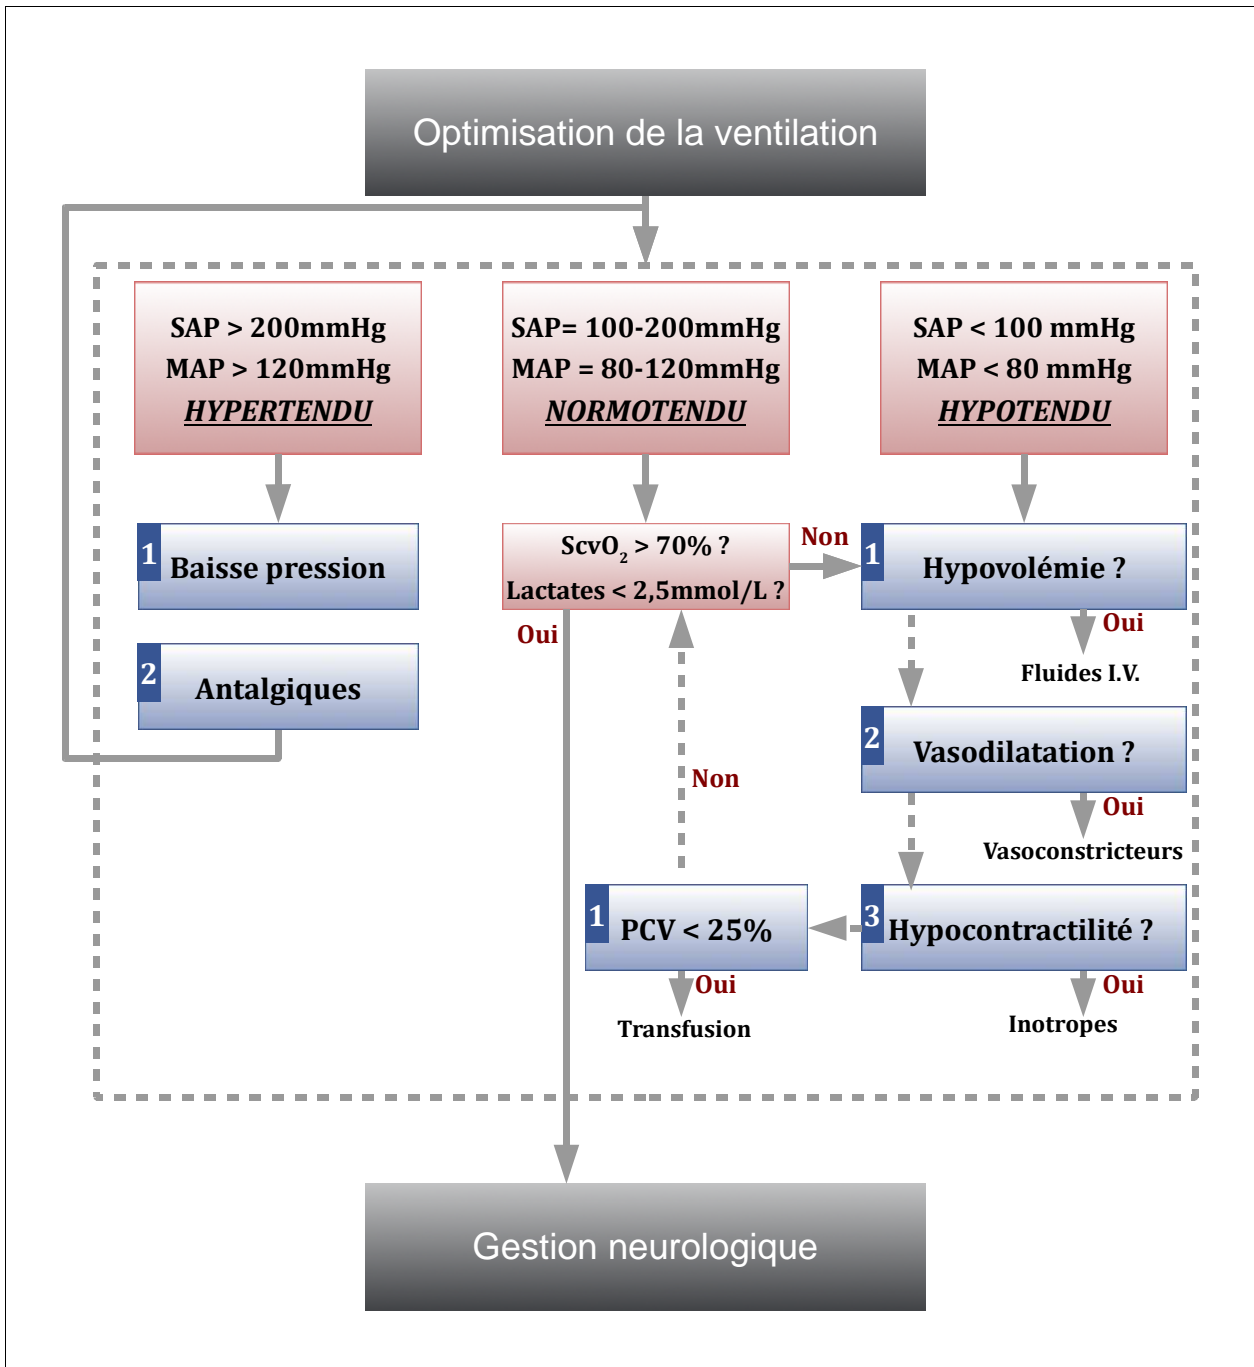 Optimisation de la ventilation
SAP > 200mmHg
MAP > 120mmHg
HYPERTENDU
SAP= 100-200mmHg
MAP = 80-120mmHg
NORMOTENDU
SAP < 100 mmHg
MAP < 80 mmHg
HYPOTENDU
1
Baisse pression
2
Antalgiques
ScvO₂ > 70% ?
Lactates < 2,5mmol/L ?
Non
Oui
1
Hypovolémie ?
Oui
Fluides I.V.
2
Vasodilatation ?
Oui
Vasoconstricteurs
3
Hypocontractilité ?
Oui
Inotropes
Non
1
PCV < 25%
Oui
Transfusion
Gestion neurologique